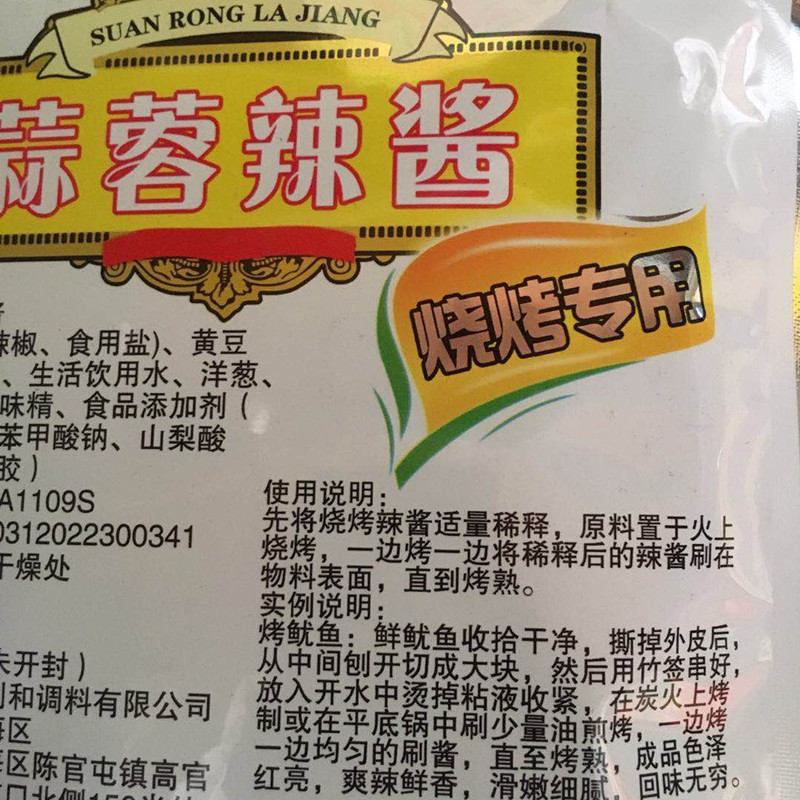 SUAN RONG LA JIANG
蒜蓉辣酱
烧烤专用
辣椒、食用盐)、黄豆
、生活饮用水、洋葱、
味精、食品添加剂(
苯甲酸钠、山梨酸
胶)
A1109S
0312022300341
干燥处
未开封)
利和调料有限公司
海区
海区陈官屯镇高官
使用说明:
先将烧烤辣酱适量稀释,原料置于火上
烧烤,一边烤一边将稀释后的辣酱刷在
物料表面,直到烤熟。
实例说明:
烤鱿鱼:鲜鱿鱼收拾干净,撕掉外皮后,
从中间刨开切成大块,然后用竹签串好,
放入开水中烫掉粘液收紧,在炭火上烤
制或在平底锅中刷少量油煎烤,一边烤
一边均匀的刷酱,直至烤熟,成品色泽
红亮,爽辣鲜香,滑嫩细腻,回味无穷。